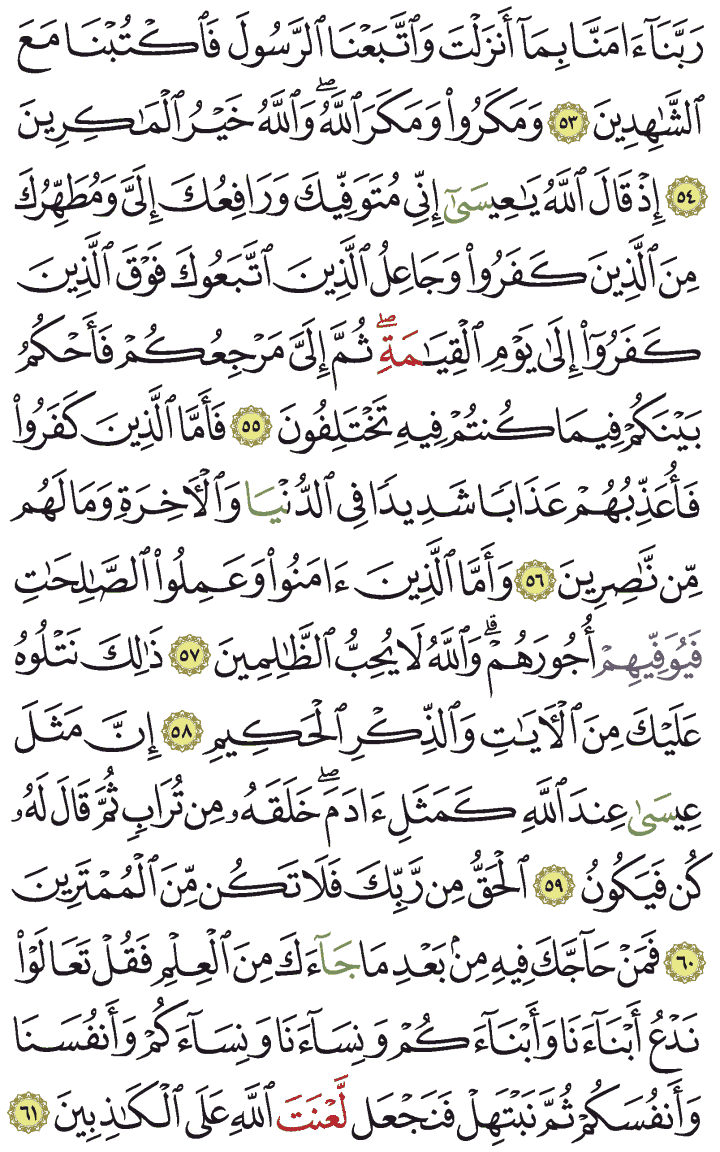 رَبَّنَآ ءَامَنَّا بِمَآ أَنزَلْتَ وَٱتَّبَعْنَا ٱلرَّسُولَ فَٱكْتُبْنَا مَعَ
ٱلشَّٰهِدِينَ ٥٣ وَمَكَرُوا۟ وَمَكَرَ ٱللَّهُۖ وَٱللَّهُ خَيْرُ ٱلْمَٰكِرِينَ
٥٤ إِذْ قَالَ ٱللَّهُ يَٰعِيسَىٰٓ إِنِّي مُتَوَفِّيكَ وَرَافِعُكَ إِلَيَّ وَمُطَهِّرُكَ
مِنَ ٱلَّذِينَ كَفَرُوا۟ وَجَاعِلُ ٱلَّذِينَ ٱتَّبَعُوكَ فَوْقَ ٱلَّذِينَ
كَفَرُوٓا۟ إِلَىٰ يَوْمِ ٱلْقِيَٰمَةِۖ ثُمَّ إِلَيَّ مَرْجِعُكُمْ فَأَحْكُمُ
بَيْنَكُمْ فِيمَا كُنتُمْ فِيهِ تَخْتَلِفُونَ ٥٥ فَأَمَّا ٱلَّذِينَ كَفَرُوا۟
فَأُعَذِّبُهُمْ عَذَابًا شَدِيدًا فِي ٱلدُّنْيَا وَٱلْأَخِرَةِ وَمَا لَهُم
مِّن نَّٰصِرِينَ ٥٦ وَأَمَّا ٱلَّذِينَ ءَامَنُوا۟ وَعَمِلُوا۟ ٱلصَّٰلِحَٰتِ
فَيُوَفِّيهِمْ أُجُورَهُمْۗ وَٱللَّهُ لَا يُحِبُّ ٱلظَّٰلِمِينَ ٥٧ ذَٰلِكَ نَتْلُوهُ
عَلَيْكَ مِنَ ٱلْأَيَٰتِ وَٱلذِّكْرِ ٱلْحَكِيمِ ٥٨ إِنَّ مَثَلَ
عِيسَىٰ عِندَ ٱللَّهِ كَمَثَلِ ءَادَمَۖ خَلَقَهُۥ مِن تُرَابٍ ثُمَّ قَالَ لَهُۥ
كُن فَيَكُونُ ٥٩ ٱلْحَقُّ مِن رَّبِّكَ فَلَا تَكُن مِّنَ ٱلْمُمْتَرِينَ
٦٠ فَمَنْ حَآجَّكَ فِيهِ مِنۢ بَعْدِ مَا جَآءَكَ مِنَ ٱلْعِلْمِ فَقُلْ تَعَالَوْا۟
نَدْعُ أَبْنَآءَنَا وَأَبْنَآءَكُمْ وَنِسَآءَنَا وَنِسَآءَكُمْ وَأَنفُسَنَا
وَأَنفُسَكُمْ ثُمَّ نَبْتَهِلْ فَنَجْعَل لَّعْنَتَ ٱللَّهِ عَلَى ٱلْكَٰذِبِينَ ٦١